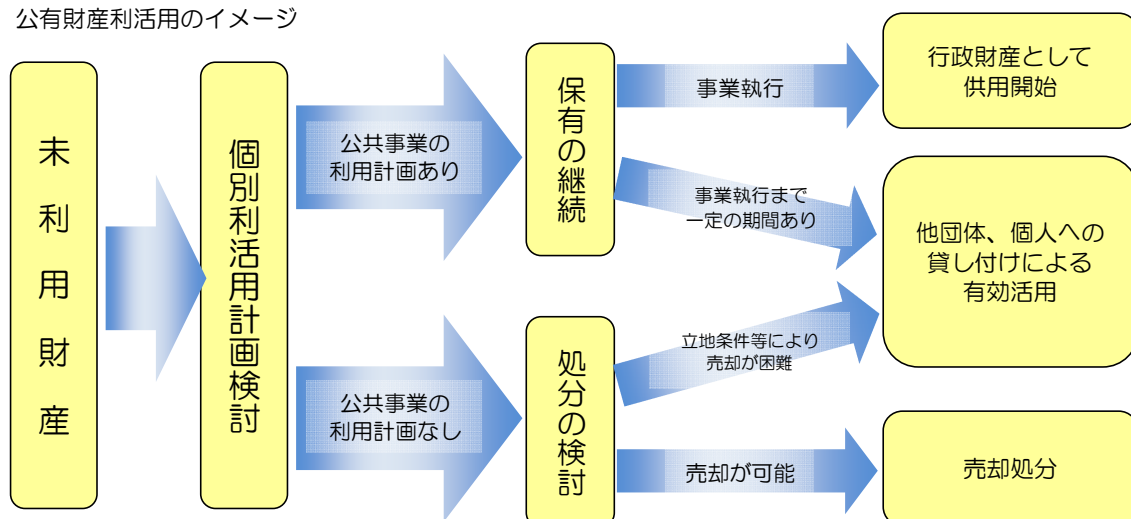 公有財産利活用のイメージ
未利用財産
個別利活用計画検討
公共事業の
利用計画あり
公共事業の
利用計画なし
保有の継続
処分の検討
事業執行
事業執行まで
一定の期間あり
立地条件等により
売却が困難
売却が可能
行政財産として
供用開始
他団体、個人への
貸し付けによる
有効活用
売却処分